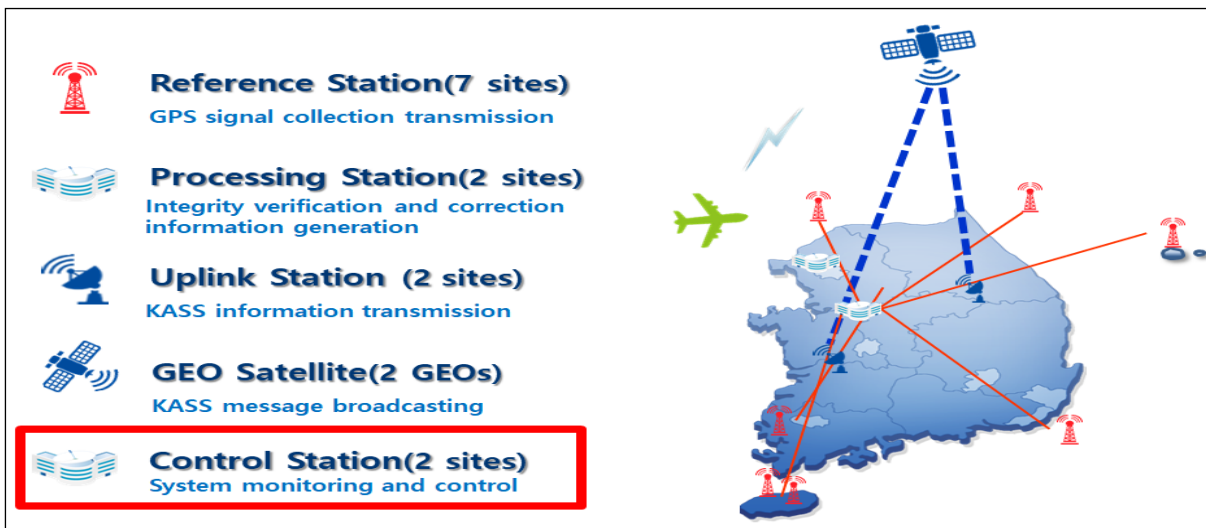 Reference Station(7 sites)
GPS signal collection transmission
Processing Station(2 sites)
Integrity verification and correction
information generation
Uplink Station (2 sites)
KASS information transmission
GEO Satellite(2 GEOs)
KASS message broadcasting
Control Station(2 sites)
System monitoring and control